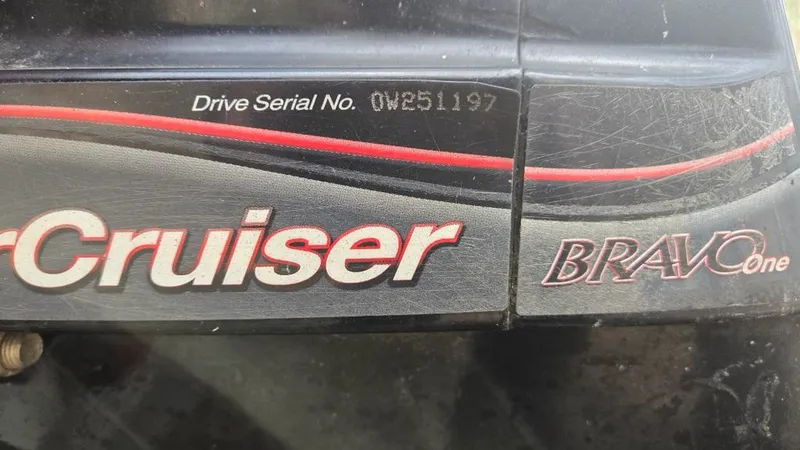 Drive Serial No. 0W251197
rCruiser
BRAVO one